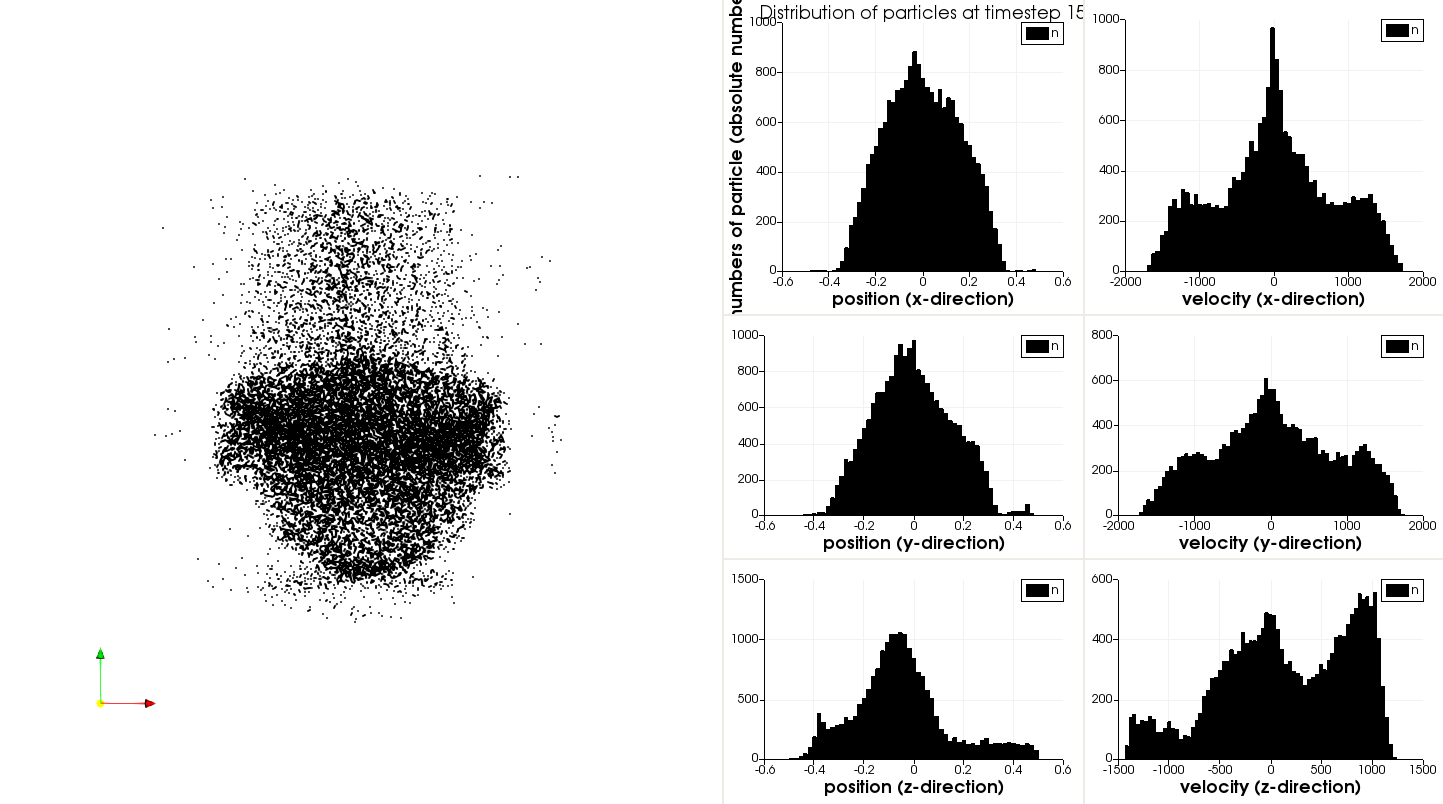 Distribution of particles at timestep 15
numbers of particle (absolute numbe
1000
800
600
400
200
0
-0.6 -0.4 -0.2 0 0.2 0.4 0.6
position (x-direction)
n
1000
800
600
400
200
0
-2000 -1000 0 1000 2000
velocity (x-direction)
n
1000
800
600
400
200
0
-0.6 -0.4 -0.2 0 0.2 0.4 0.6
position (y-direction)
n
800
600
400
200
0
-2000 -1000 0 1000 2000
velocity (y-direction)
n
1500
1000
500
0
-0.6 -0.4 -0.2 0 0.2 0.4 0.6
position (z-direction)
n
600
400
200
0
-1500 -1000 -500 0 500 1000 1500
velocity (z-direction)
n